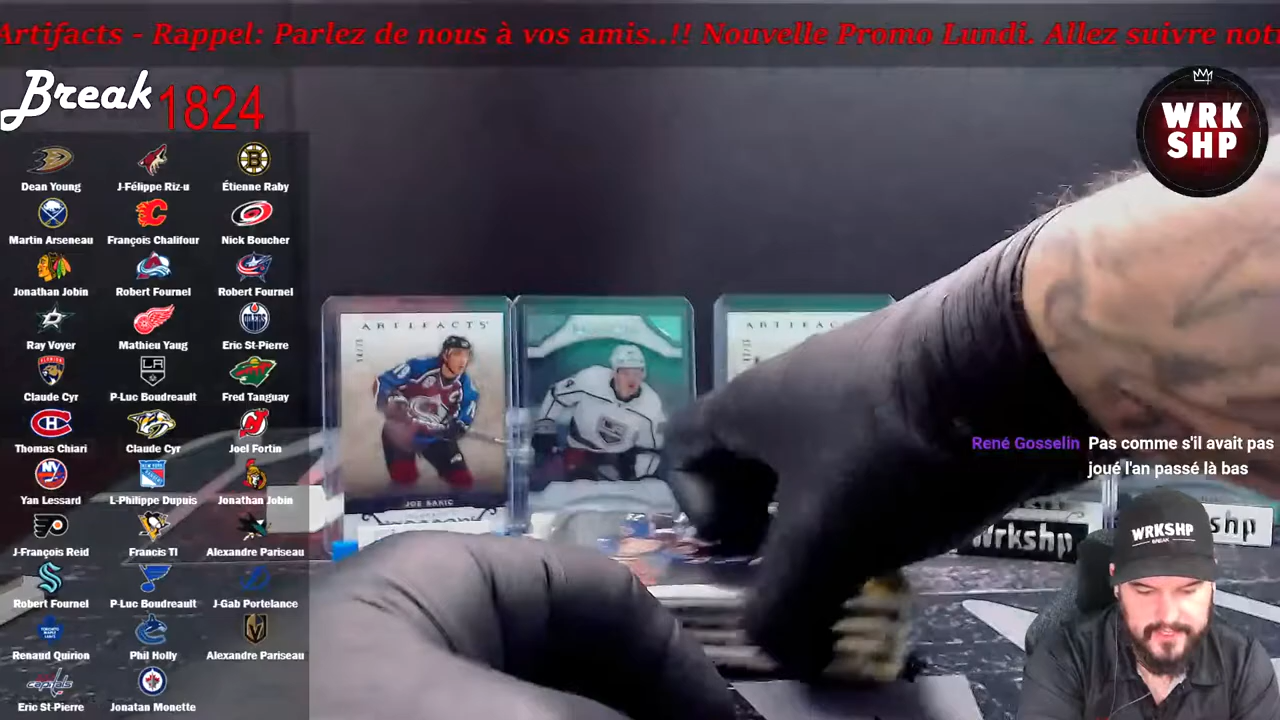 Artifacts - Rappel: Parlez de nous à vos amis..!! Nouvelle Promo Lundi. Allez suivre
Break 1824
WRK
SHP
Dean Young J-Félippe Riz-u Étienne Raby
Martin Arseneau François Chalifour Nick Boucher
Jonathan Jobin Robert Fournel Robert Fournel
Ray Voyer Mathieu Yaug Eric St-Pierre
Claude Cyr P-Luc Boudreault Fred Tanguay
Thomas Chiari Claude Cyr Joel Fortin
Yan Lessard L-Philippe Dupuis Jonathan Jobin
J-François Reid Francis TI Alexandre Pariseau
Robert Fournel P-Luc Boudreault J-Gab Portelance
Renaud Quirion Phil Holly Alexandre Pariseau
capitals
Eric St-Pierre Jonatan Monette
ARTIFACTS
JOE SAKIC
René Gosselin Pas comme s'il avait pas
joué l'an passé là bas
Wrkshp
WRKSHP